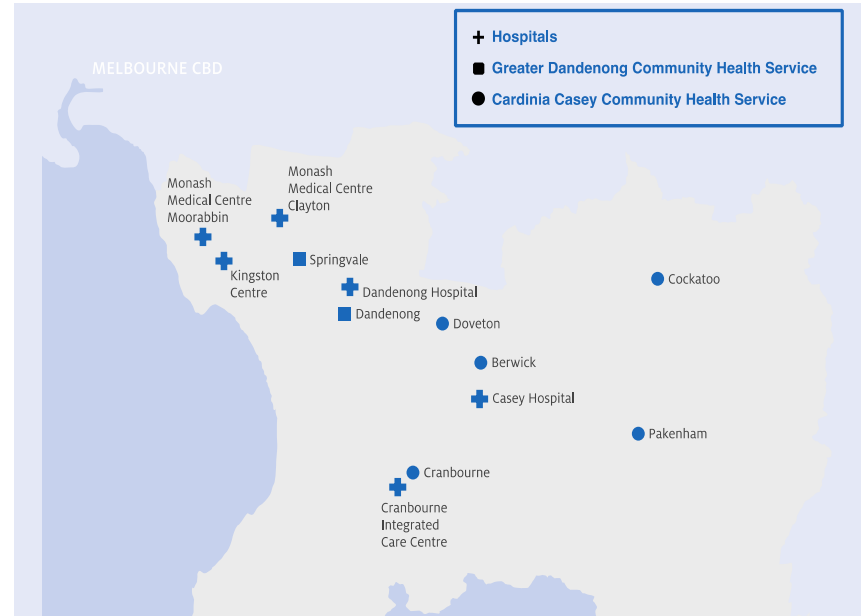 Hospitals
Greater Dandenong Community Health Service
Cardinia Casey Community Health Service
MELBOURNE CBD
Monash
Medical Centre
Moorabbin
Monash
Medical Centre
Clayton
Kingston
Centre
Springvale
Dandenong Hospital
Dandenong
Doveton
Cockatoo
Berwick
Casey Hospital
Pakenham
Cranbourne
Cranbourne
Integrated
Care Centre